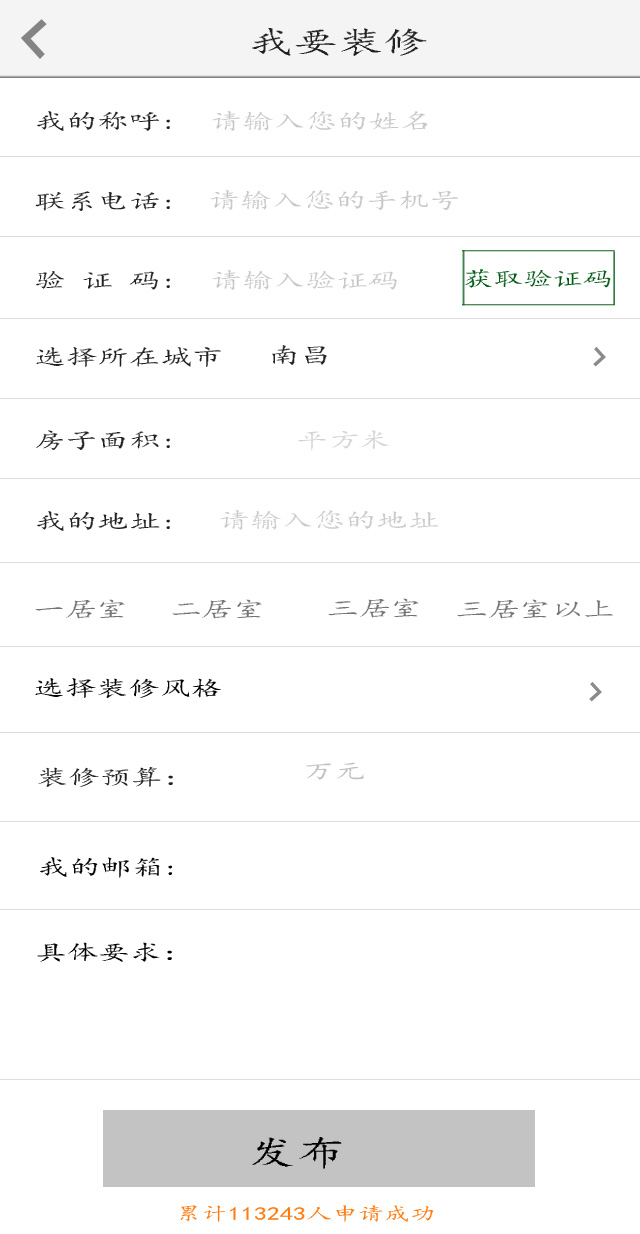 我要装修
我的称呼： 请输入您的姓名
联系电话： 请输入您的手机号
验 证 码： 请输入验证码 获取验证码
选择所在城市 南昌
房子面积： 平方米
我的地址： 请输入您的地址
一居室 二居室 三居室 三居室以上
选择装修风格
装修预算： 万元
我的邮箱：
具体要求：
发布
累计113243人申请成功